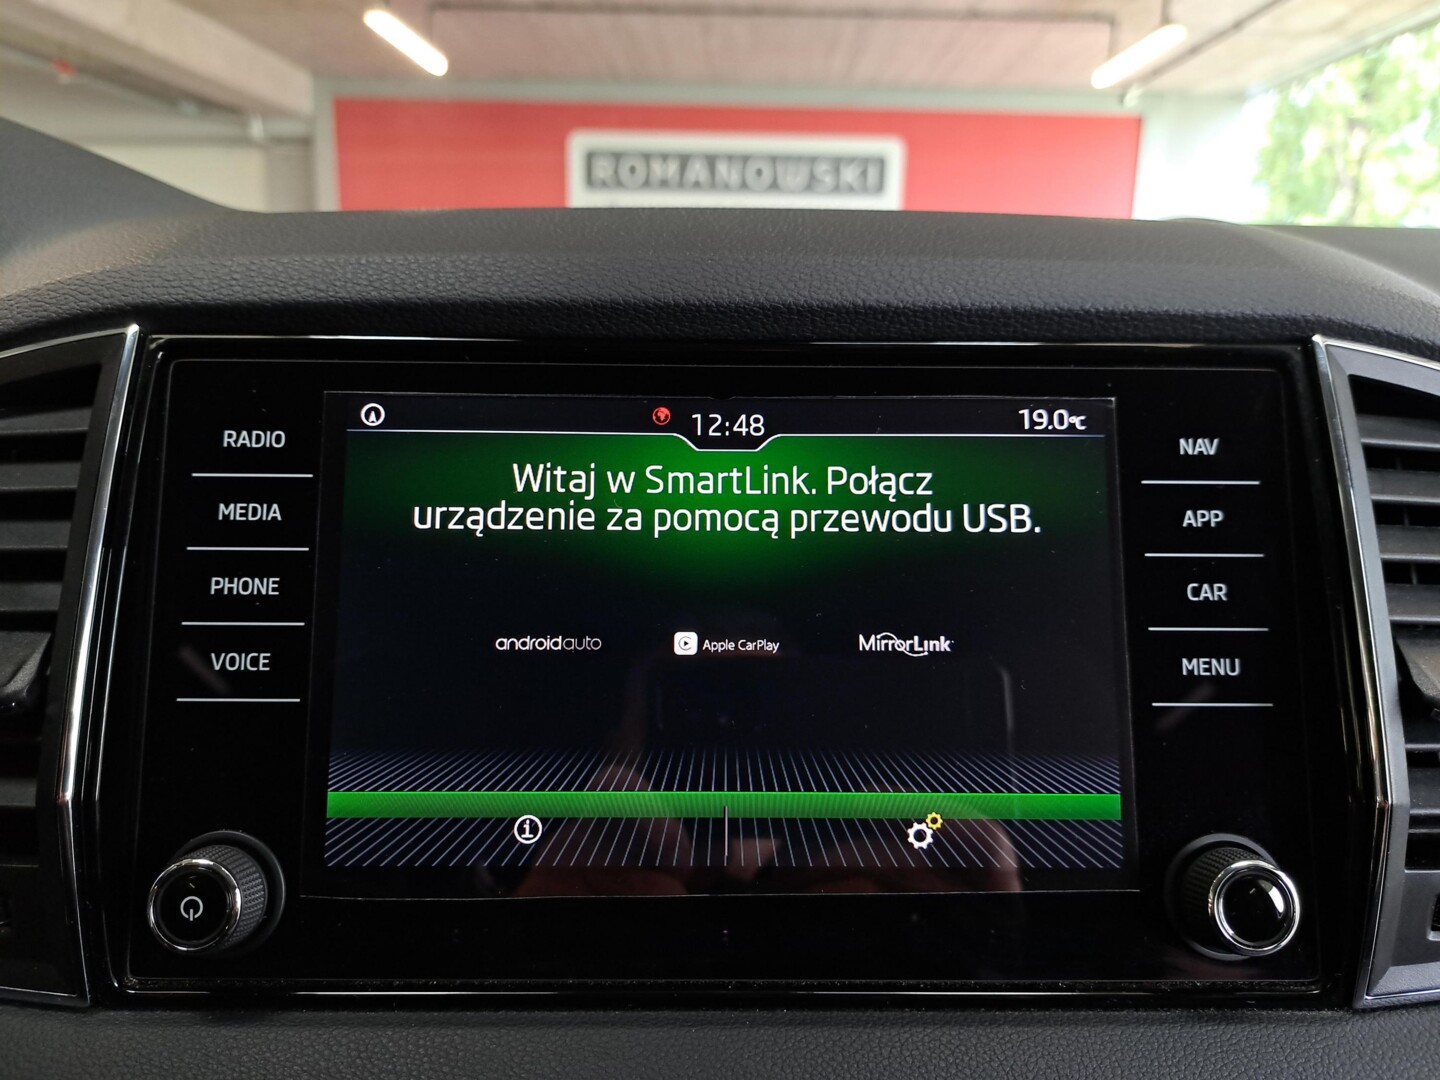 ROMANOWSKI
12:48
19.0°C
Witaj w SmartLink. Połącz
urządzenie za pomocą przewodu USB.
androidauto
Apple CarPlay
MirrorLink
RADIO
MEDIA
PHONE
VOICE
NAV
APP
CAR
MENU